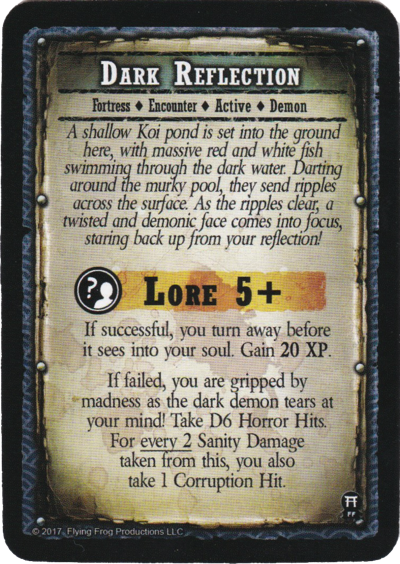 Dark Reflection
Fortress ♦ Encounter ♦ Active ♦ Demon
A shallow Koi pond is set into the ground
here, with massive red and white fish
swimming through the dark water. Darting
around the murky pool, they send ripples
across the surface. As the ripples clear, a
twisted and demonic face comes into focus,
staring back up from your reflection!
?
Lore 5+
If successful, you turn away before
it sees into your soul. Gain 20 XP.
If failed, you are gripped by
madness as the dark demon tears at
your mind! Take D6 Horror Hits.
For every 2 Sanity Damage
taken from this, you also
take 1 Corruption Hit.
FF
© 2017, Flying Frog Productions LLC